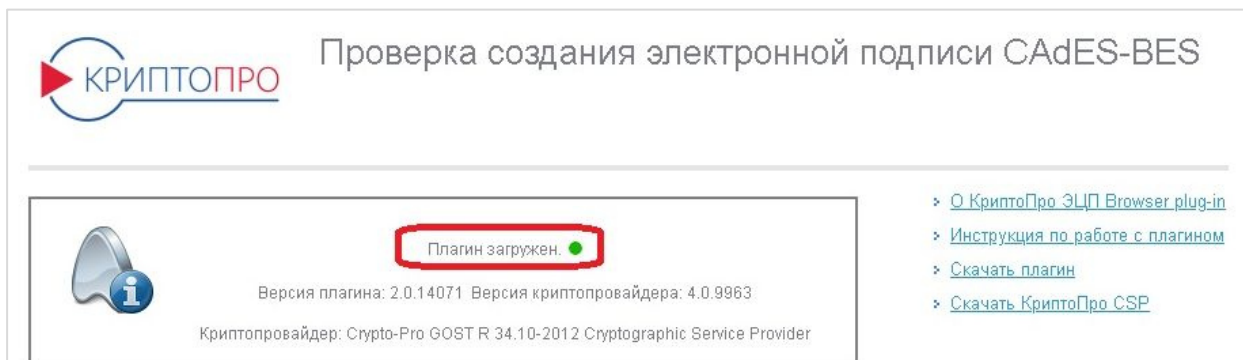 КРИПТОПРО
Проверка создания электронной подписи CAdES-BES
Плагин загружен.
Версия плагина: 2.0.14071 Версия криптопровайдера: 4.0.9963
Криптопровайдер: Crypto-Pro GOST R 34.10-2012 Cryptographic Service Provider
О КриптоПро ЭЦП Browser plug-in
Инструкция по работе с плагином
Скачать плагин
Скачать КриптоПро CSP